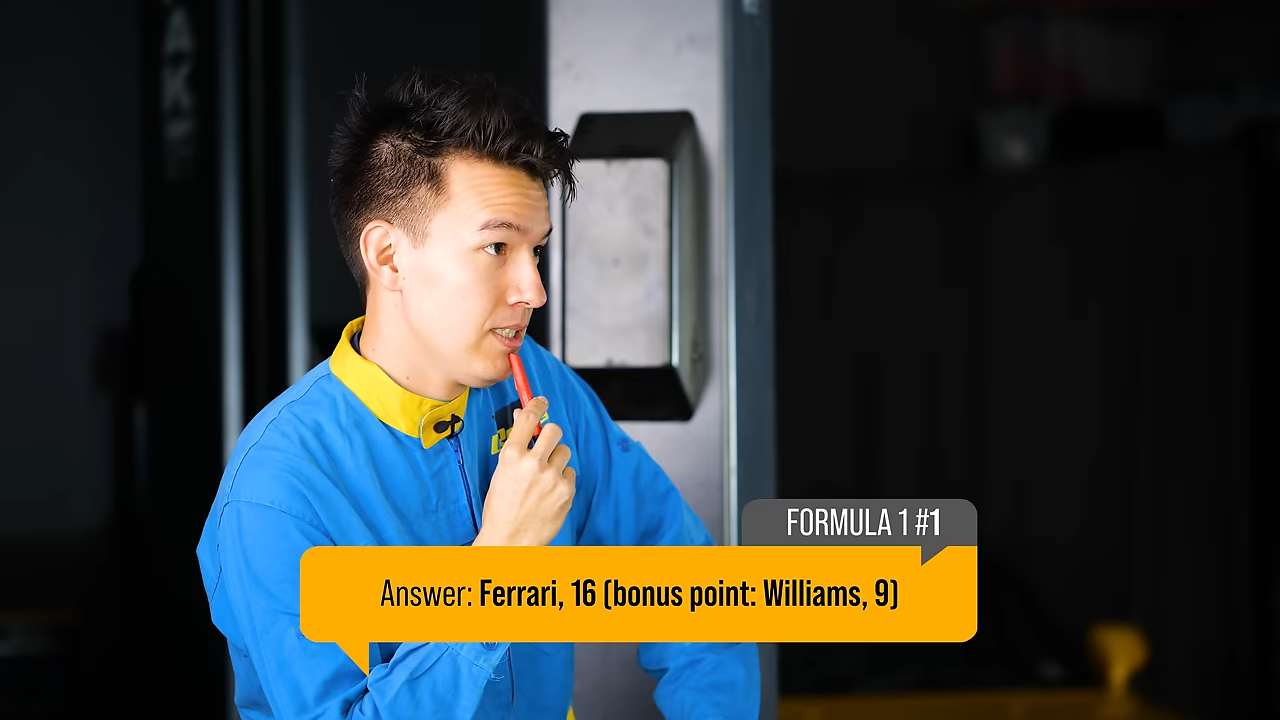 FORMULA 1 #1
Answer: Ferrari, 16 (bonus point: Williams, 9)